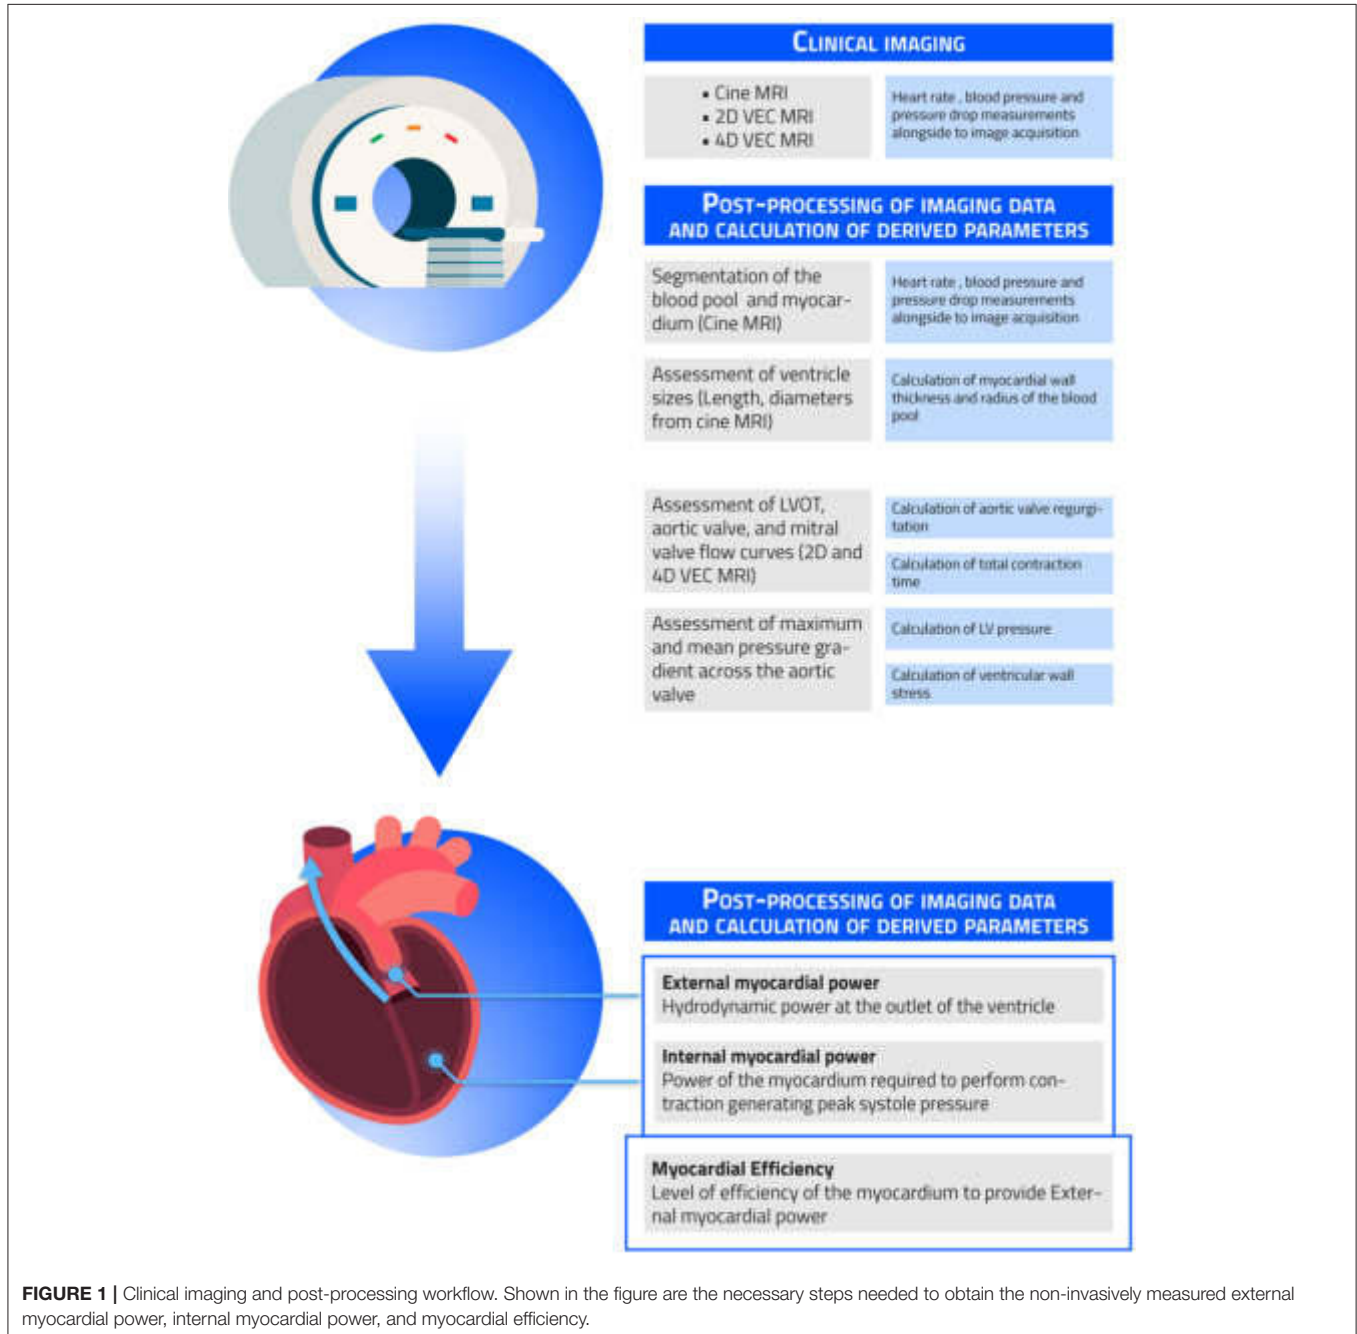 CLINICAL IMAGING
• Cine MRI
• 2D VEC MRI
• 4D VEC MRI
Heart rate , blood pressure and
pressure drop measurements
alongside to image acquisition
POST-PROCESSING OF IMAGING DATA
AND CALCULATION OF DERIVED PARAMETERS
Segmentation of the
blood pool and myocar-
dium (Cine MRI)
Heart rate , blood pressure and
pressure drop measurements
alongside to image acquisition
Assessment of ventricle
sizes (Length, diameters
from cine MRI)
Calculation of myocardial wall
thickness and radius of the blood
pool
Assessment of LVOT,
aortic valve, and mitral
valve flow curves (2D and
4D VEC MRI)
Calculation of aortic valve regurgi-
tation
Calculation of total contraction
time
Assessment of maximum
and mean pressure gra-
dient across the aortic
valve
Calculation of LV pressure
Calculation of ventricular wall
stress
POST-PROCESSING OF IMAGING DATA
AND CALCULATION OF DERIVED PARAMETERS
External myocardial power
Hydrodynamic power at the outlet of the ventricle
Internal myocardial power
Power of the myocardium required to perform con-
traction generating peak systole pressure
Myocardial Efficiency
Level of efficiency of the myocardium to provide Exter-
nal myocardial power
FIGURE 1 | Clinical imaging and post-processing workflow. Shown in the figure are the necessary steps needed to obtain the non-invasively measured external
myocardial power, internal myocardial power, and myocardial efficiency.